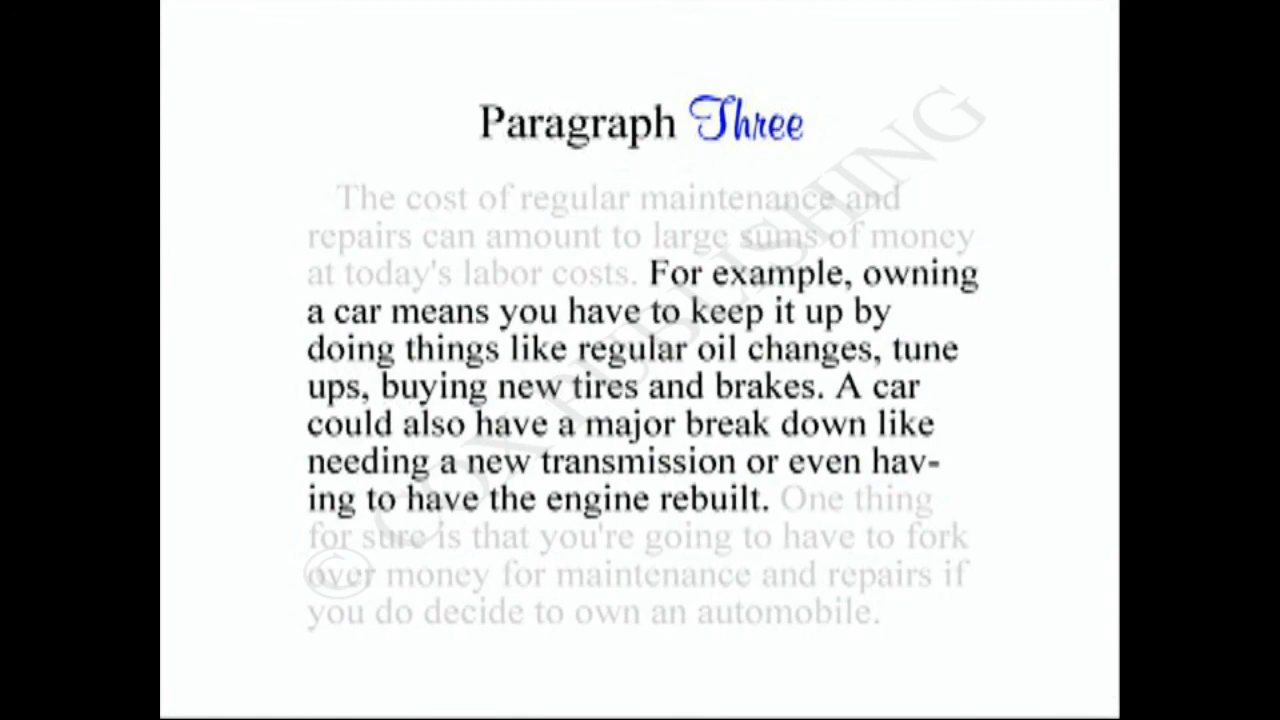 Paragraph Three
The cost of regular maintenance and
repairs can amount to large sums of money
at today's labor costs. For example, owning
a car means you have to keep it up by
doing things like regular oil changes, tune
ups, buying new tires and brakes. A car
could also have a major break down like
needing a new transmission or even hav-
ing to have the engine rebuilt. One thing
for sure is that you're going to have to fork
over money for maintenance and repairs if
you do decide to own an automobile.
© COX PUBLISHING